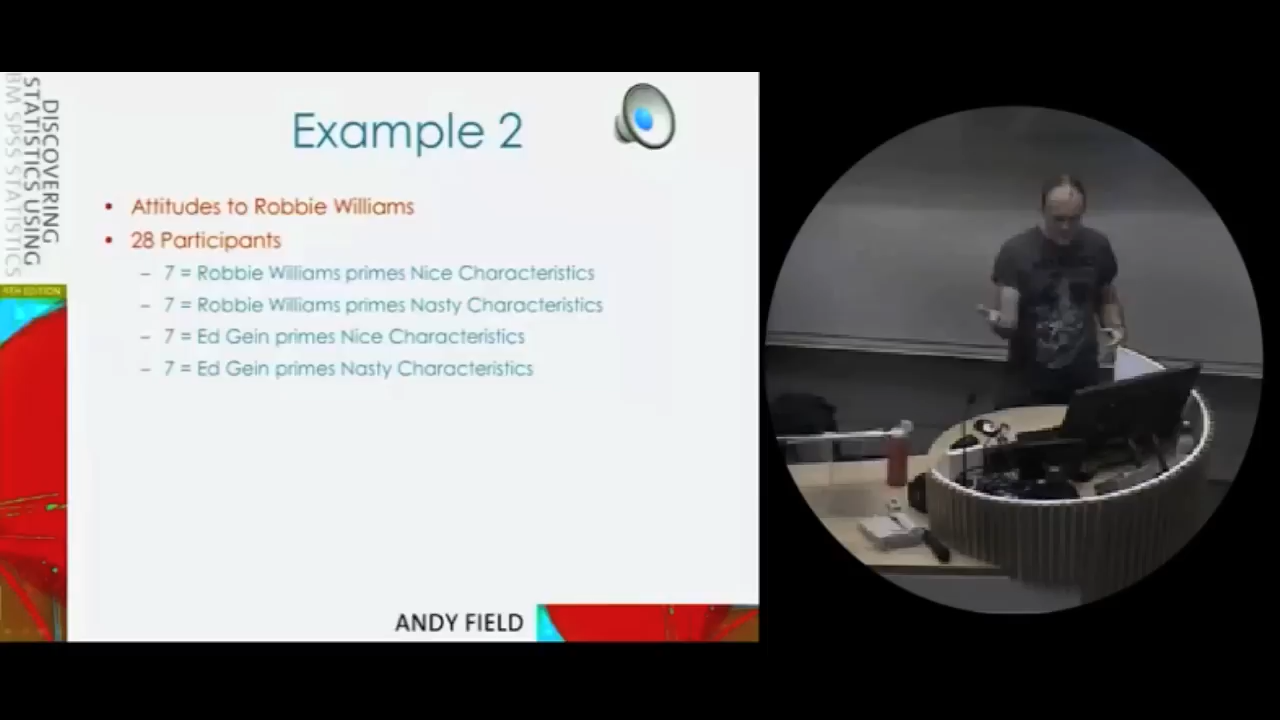 DISCOVERING
STATISTICS USING
IBM SPSS STATISTICS
4TH EDITION
Example 2
• Attitudes to Robbie Williams
• 28 Participants
– 7 = Robbie Williams primes Nice Characteristics
– 7 = Robbie Williams primes Nasty Characteristics
– 7 = Ed Gein primes Nice Characteristics
– 7 = Ed Gein primes Nasty Characteristics
ANDY FIELD